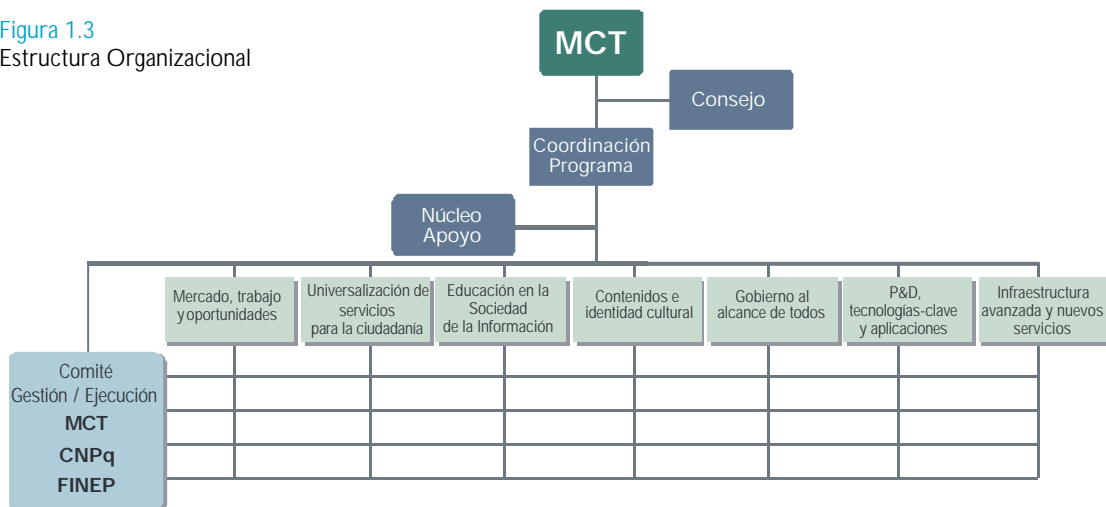 Figura 1.3
Estructura Organizacional
MCT
Consejo
Coordinación
Programa
Núcleo
Apoyo
Mercado, trabajo
y oportunidades
Universalización de
servicios
para la ciudadanía
Educación en la
Sociedad
de la Información
Contenidos e
identidad cultural
Gobierno al
alcance de todos
P&D,
tecnologías-clave
y aplicaciones
Infraestructura
avanzada y nuevos
servicios
Comité
Gestión / Ejecución
MCT
CNPq
FINEP